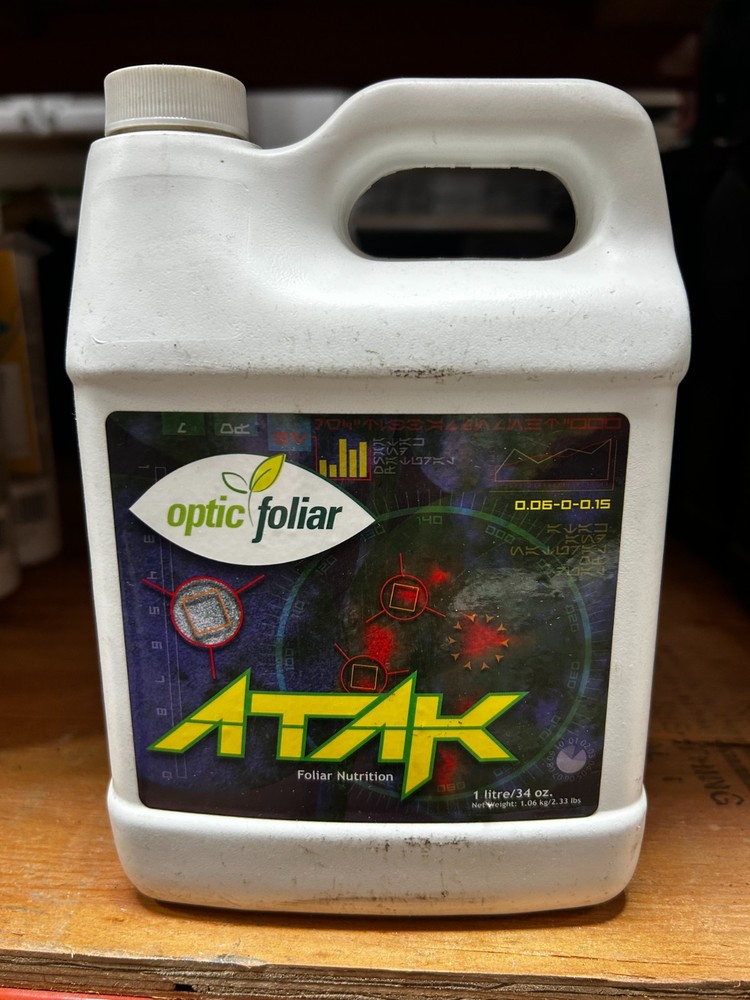 optic foliar
0.06-0-0.15
ATAK
Foliar Nutrition
1 litre/34 oz.
Net Weight: 1.06 kg/2.33 lbs